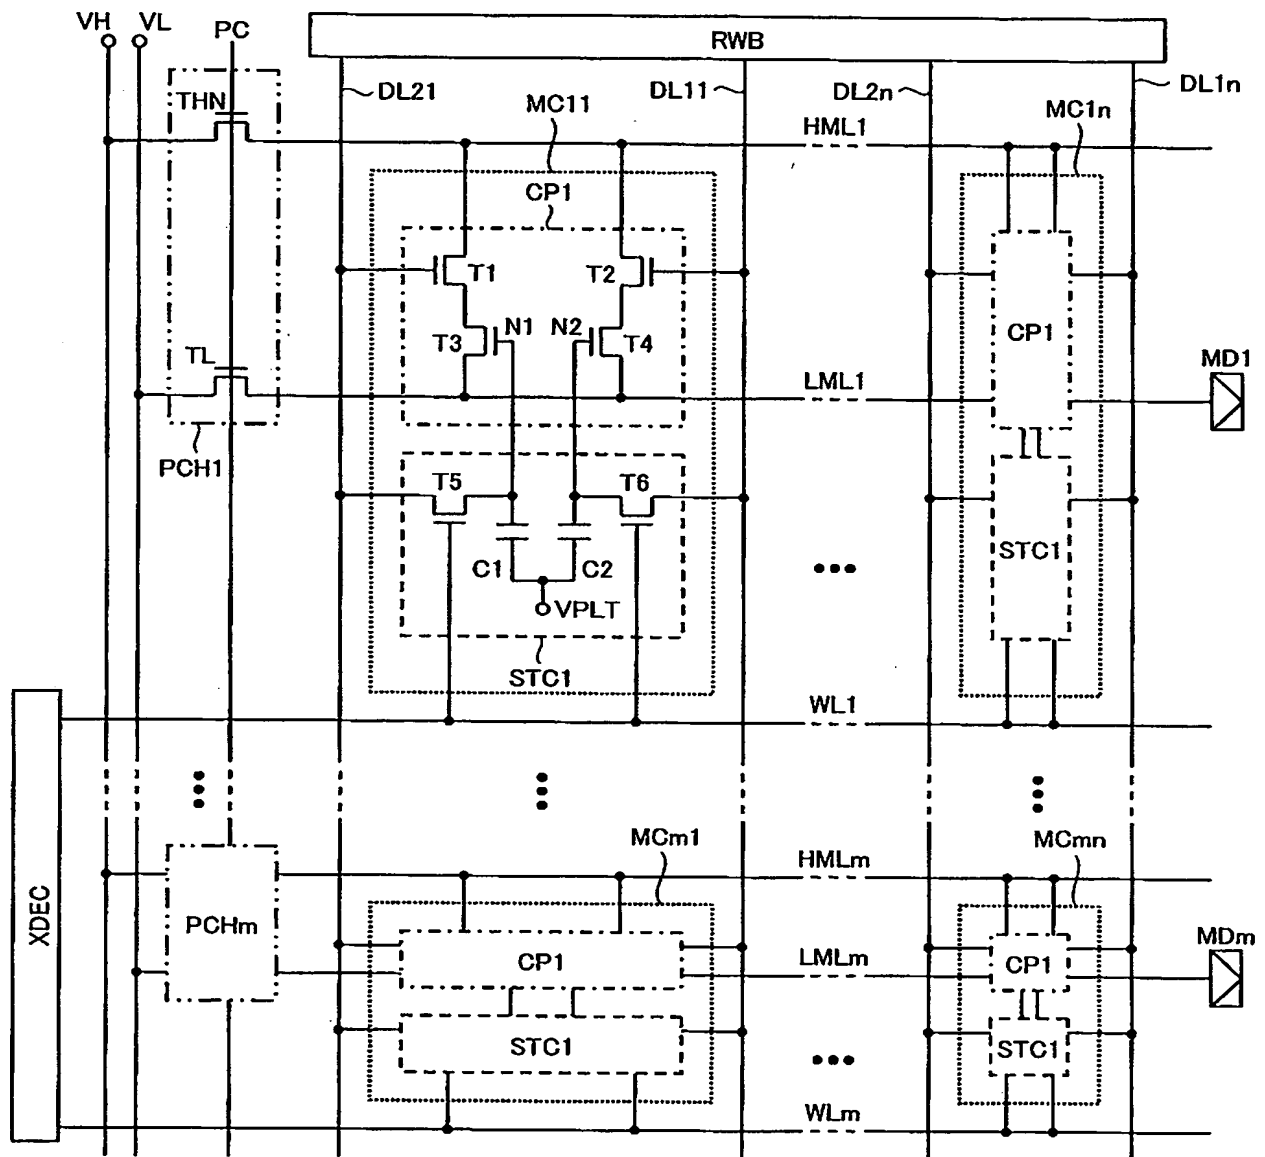 VH VL PC RWB
DL21 DL11 DL2n DL1n
THN MC11 HML1 MC1n
CP1
T1 T2
N1 N2
T3 T4 CP1
TL LML1 MD1
PCH1
T5 T6
STC1
C1 C2
VPLT
STC1
WL1
MCm1 HMLm MCmn
XDEC
PCHm
CP1 LMLm CP1 MDm
STC1 STC1
WLm